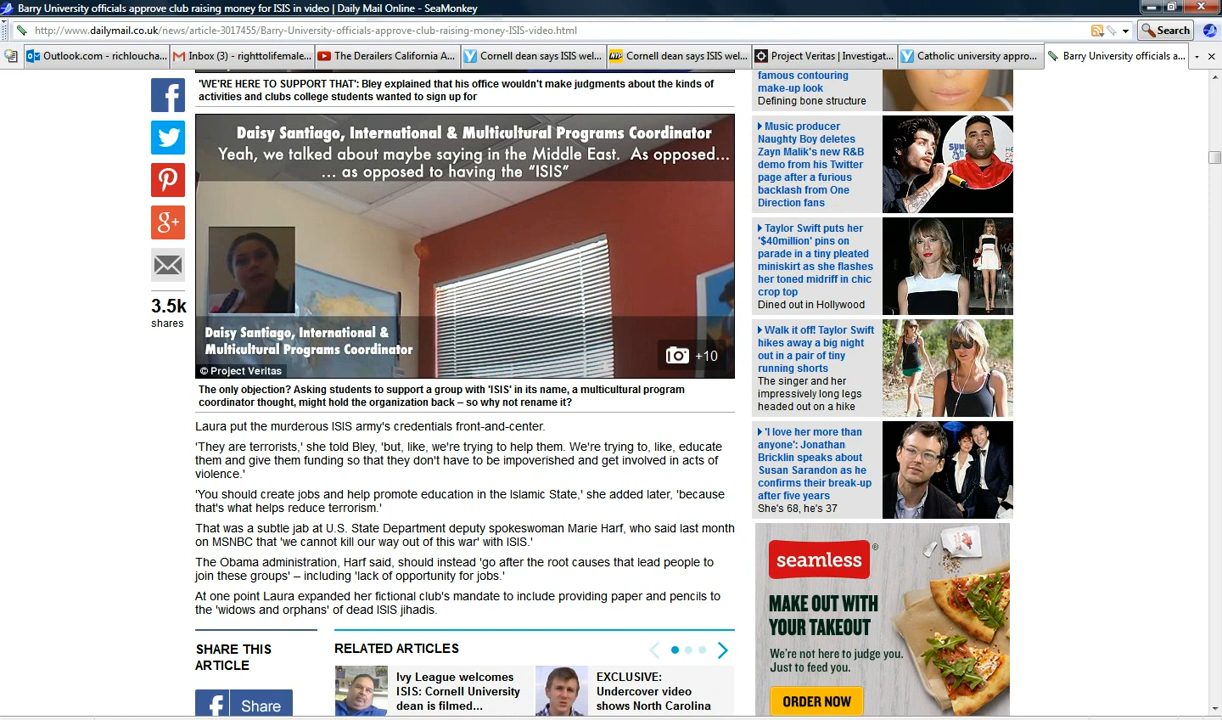 Barry University officials approve club raising money for ISIS in video | Daily Mail Online - SeaMonkey
http://www.dailymail.co.uk/news/article-3017455/Barry-University-officials-approve-club-raising-money-ISIS-video.html
Search
Outlook.com - richloucha...
Inbox (3) - righttolifemale...
The Derailers California A...
Cornell dean says ISIS wel...
Cornell dean says ISIS wel...
Project Veritas | Investigat...
Catholic university appro...
Barry University officials a...
'WE'RE HERE TO SUPPORT THAT': Bley explained that his office wouldn't make judgments about the kinds of
activities and clubs college students wanted to sign up for
Daisy Santiago, International & Multicultural Programs Coordinator
Yeah, we talked about maybe saying in the Middle East. As opposed...
... as opposed to having the “ISIS”
Daisy Santiago, International &
Multicultural Programs Coordinator
+10
© Project Veritas
3.5k
shares
The only objection? Asking students to support a group with 'ISIS' in its name, a multicultural program
coordinator thought, might hold the organization back – so why not rename it?
Laura put the murderous ISIS army's credentials front-and-center.
'They are terrorists,' she told Bley, 'but, like, we're trying to help them. We're trying to, like, educate
them and give them funding so that they don't have to be impoverished and get involved in acts of
violence.'
'You should create jobs and help promote education in the Islamic State,' she added later, 'because
that's what helps reduce terrorism.'
That was a subtle jab at U.S. State Department deputy spokeswoman Marie Harf, who said last month
on MSNBC that 'we cannot kill our way out of this war' with ISIS.'
The Obama administration, Harf said, should instead 'go after the root causes that lead people to
join these groups' – including 'lack of opportunity for jobs.'
At one point Laura expanded her fictional club's mandate to include providing paper and pencils to
the 'widows and orphans' of dead ISIS jihadis.
SHARE THIS
ARTICLE
Share
RELATED ARTICLES
Ivy League welcomes
ISIS: Cornell University
dean is filmed...
EXCLUSIVE:
Undercover video
shows North Carolina
famous contouring
make-up look
Defining bone structure
Music producer
Naughty Boy deletes
Zayn Malik's new R&B
demo from his Twitter
page after a furious
backlash from One
Direction fans
Taylor Swift puts her
'$40million' pins on
parade in a tiny pleated
miniskirt as she flashes
her toned midriff in chic
crop top
Dined out in Hollywood
Walk it off! Taylor Swift
hikes away a big night
out in a pair of tiny
running shorts
The singer and her
impressively long legs
headed out on a hike
'I love her more than
anyone': Jonathan
Bricklin speaks about
Susan Sarandon as he
confirms their break-up
after five years
She's 68, he's 37
seamless®
MAKE OUT WITH
YOUR TAKEOUT
We're not here to judge you.
Just to feed you.
ORDER NOW